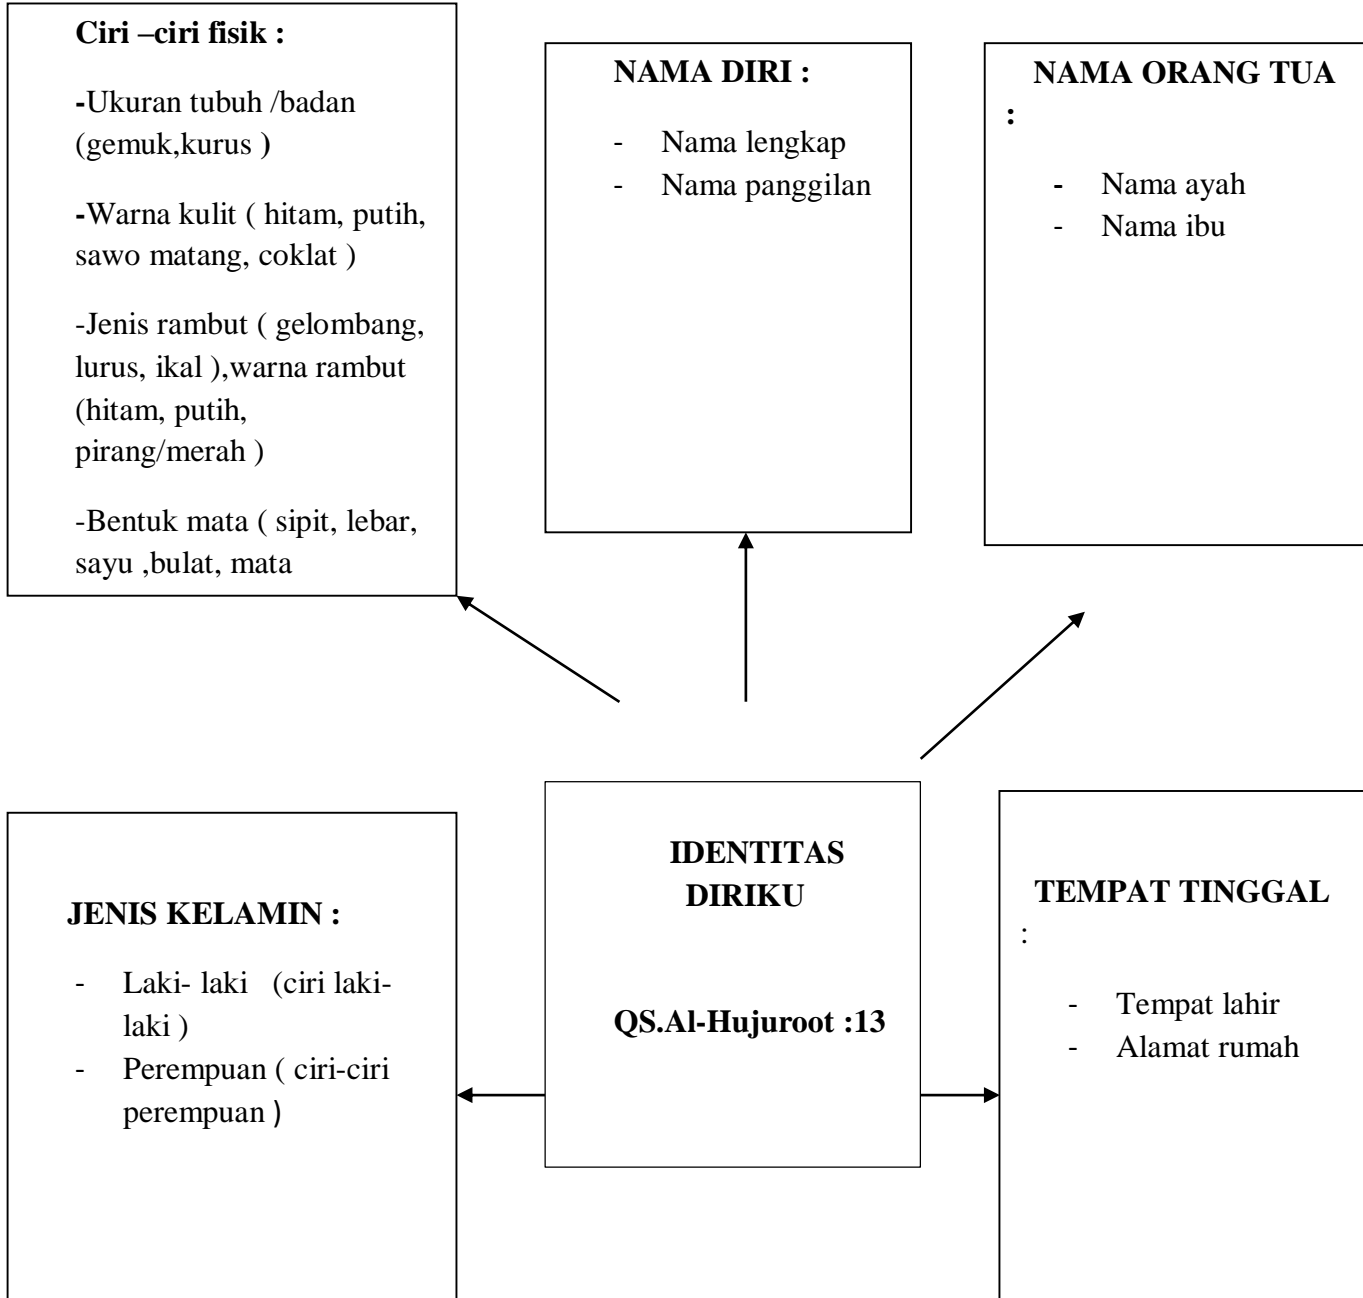 Ciri –ciri fisik :
-Ukuran tubuh /badan
(gemuk,kurus )
-Warna kulit ( hitam, putih,
sawo matang, coklat )
-Jenis rambut ( gelombang,
lurus, ikal ),warna rambut
(hitam, putih,
pirang/merah )
-Bentuk mata ( sipit, lebar,
sayu ,bulat, mata
NAMA DIRI :
- Nama lengkap
- Nama panggilan
NAMA ORANG TUA
:
- Nama ayah
- Nama ibu
JENIS KELAMIN :
- Laki- laki (ciri laki-
laki )
- Perempuan ( ciri-ciri
perempuan )
IDENTITAS
DIRIKU
QS.Al-Hujuroot :13
TEMPAT TINGGAL
:
- Tempat lahir
- Alamat rumah